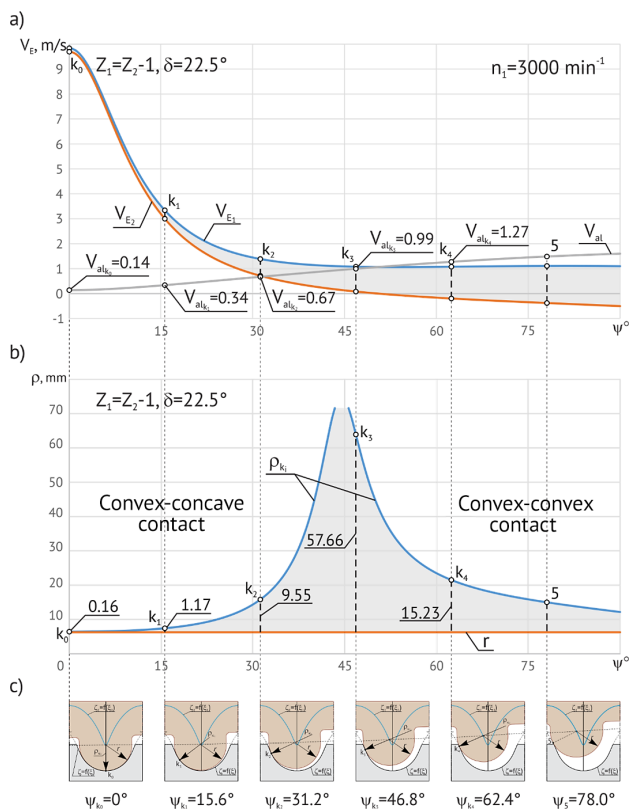 a)
V_E, m/s
Z₁=Z₂-1, δ=22.5°
n₁=3000 min⁻¹
9
8
7
6
5
4
3
2
1
0
-1
k₀
k₁
k₂
k₃
k₄
5
V_E₂
V_E₁
V_al
V_alk₀=0.14
V_alk₁=0.34
V_alk₂=0.67
V_alk₃=0.99
V_alk₄=1.27
15
30
45
60
75
ψ°
b)
ρ, mm
Z₁=Z₂-1, δ=22.5°
70
60
50
40
30
20
10
0
ρ_kᵢ
Convex-concave
contact
Convex-convex
contact
k₀
k₁
k₂
k₃
k₄
5
0.16
1.17
9.55
57.66
15.23
r
15
30
45
60
75
ψ°
c)
ψ_k₀=0°
ψ_k₁=15.6°
ψ_k₂=31.2°
ψ_k₃=46.8°
ψ_k₄=62.4°
ψ₅=78.0°